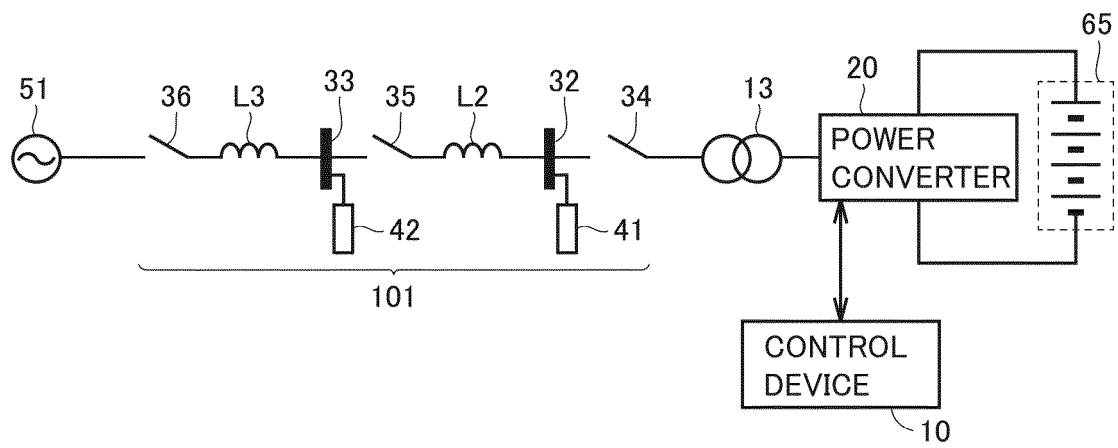 65
20
51
36
L3
33
35
L2
32
34
13
POWER
CONVERTER
42
41
101
CONTROL
DEVICE
10